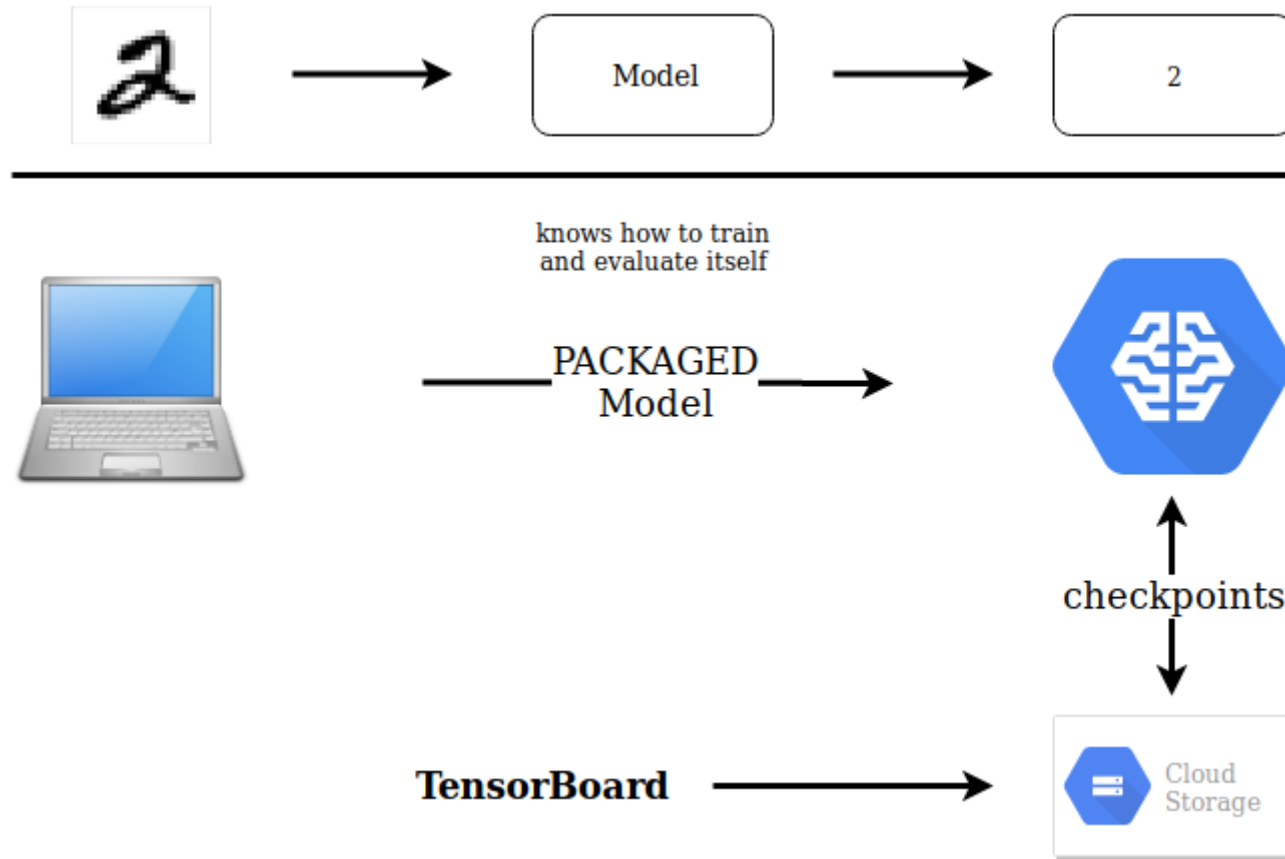 2
Model
2
knows how to train
and evaluate itself
PACKAGED
Model
checkpoints
TensorBoard
Cloud
Storage